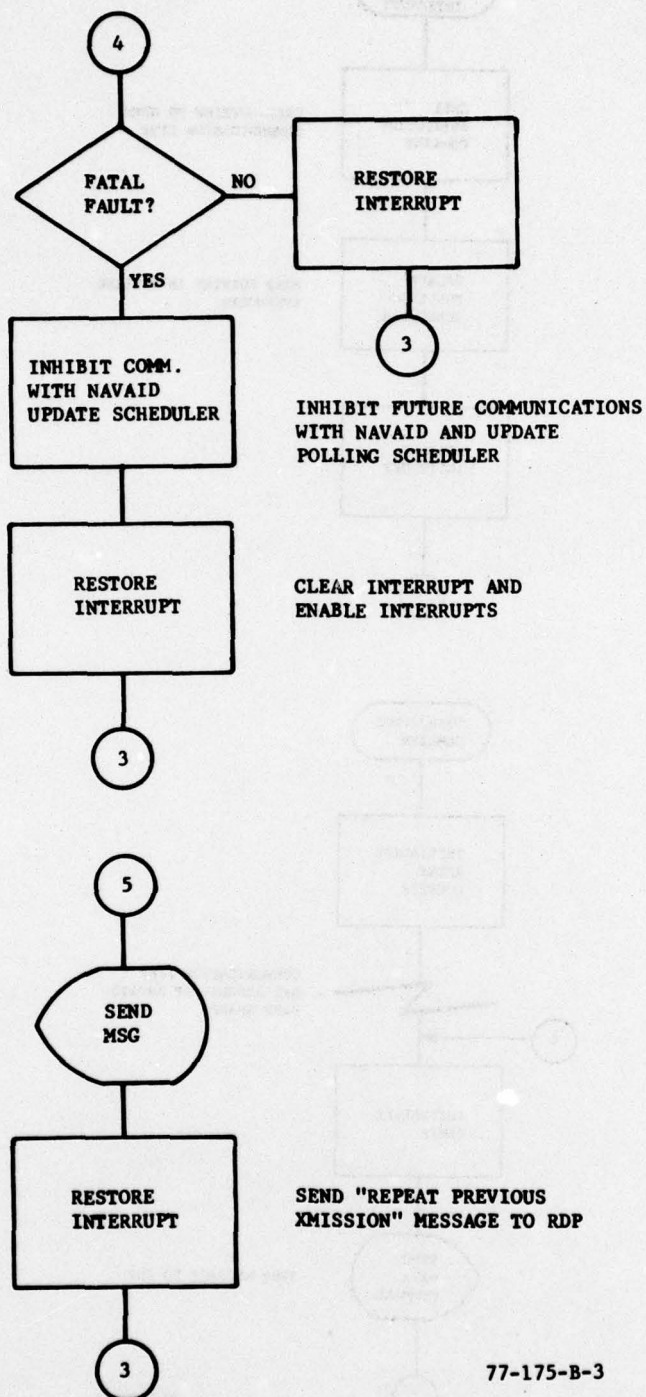 4
FATAL
FAULT?
NO
RESTORE
INTERRUPT
YES
3
INHIBIT COMM.
WITH NAVAID
UPDATE SCHEDULER
INHIBIT FUTURE COMMUNICATIONS
WITH NAVAID AND UPDATE
POLLING SCHEDULER
RESTORE
INTERRUPT
CLEAR INTERRUPT AND
ENABLE INTERRUPTS
3
5
SEND
MSG
RESTORE
INTERRUPT
SEND "REPEAT PREVIOUS
XMISSION" MESSAGE TO RDP
3
77-175-B-3